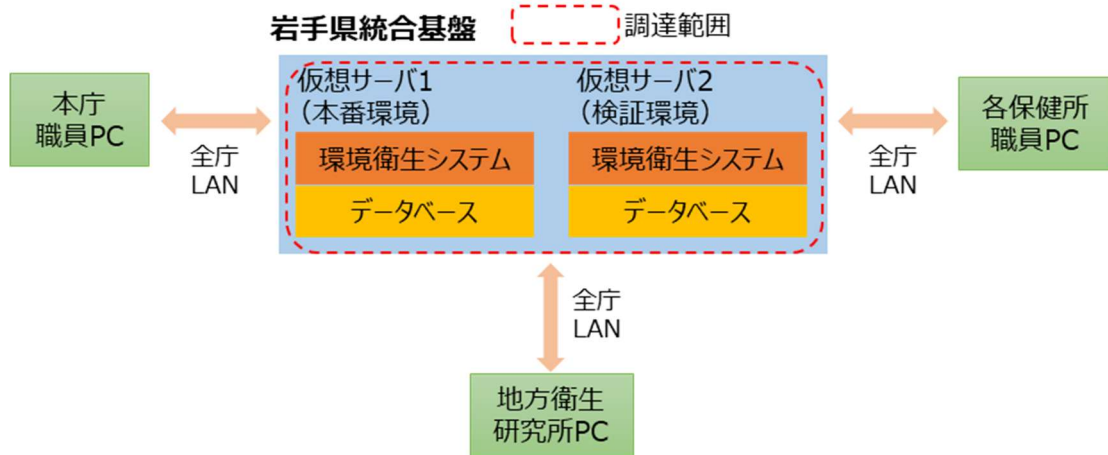 岩手県統合基盤
調達範囲
仮想サーバ1
（本番環境）
環境衛生システム
データベース
仮想サーバ2
（検証環境）
環境衛生システム
データベース
本庁
職員PC
全庁
LAN
全庁
LAN
各保健所
職員PC
全庁
LAN
地方衛生
研究所PC